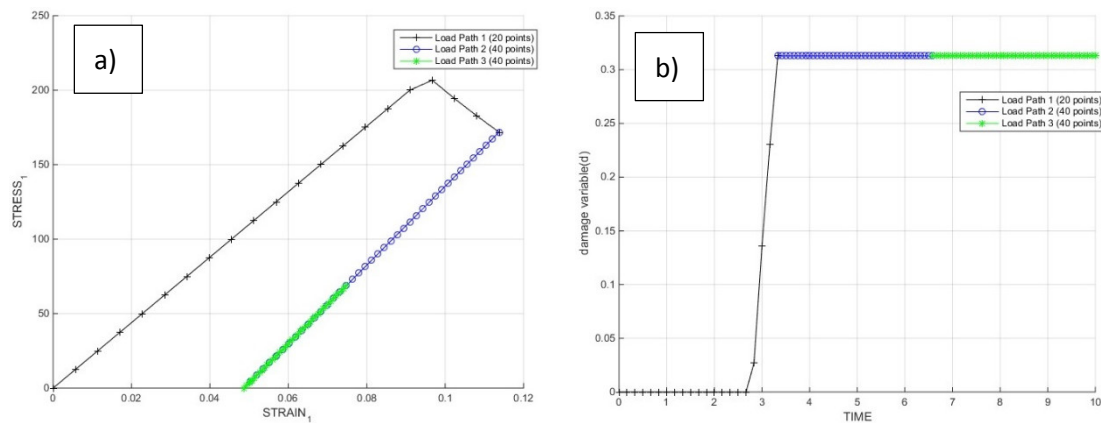 a)
250
200
150
100
50
0
STRESS1
0
0.02
0.04
0.06
0.08
0.1
0.12
STRAIN1
Load Path 1 (20 points)
Load Path 2 (40 points)
Load Path 3 (40 points)
b)
0.35
0.3
0.25
0.2
0.15
0.1
0.05
0
damage variable(d)
0
1
2
3
4
5
6
7
8
9
10
TIME
Load Path 1 (20 points)
Load Path 2 (40 points)
Load Path 3 (40 points)